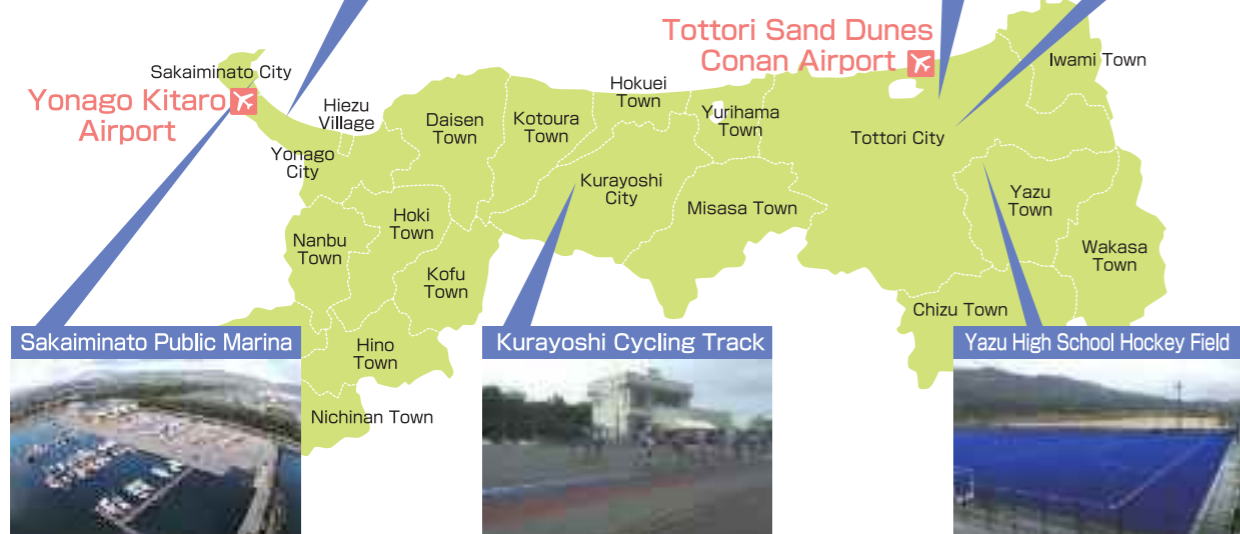 Tottori Sand Dunes
Conan Airport
Iwami Town
Sakaiminato City
Yonago Kitaro
Airport
Hiezu
Village
Daisen
Town
Kotoura
Town
Hokuei
Town
Yurihama
Town
Tottori City
Yonago
City
Kurayoshi
City
Misasa Town
Yazu
Town
Hoki
Town
Nanbu
Town
Wakasa
Town
Kofu
Town
Chizu Town
Hino
Town
Nichinan Town
Sakaiminato Public Marina
Kurayoshi Cycling Track
Yazu High School Hockey Field